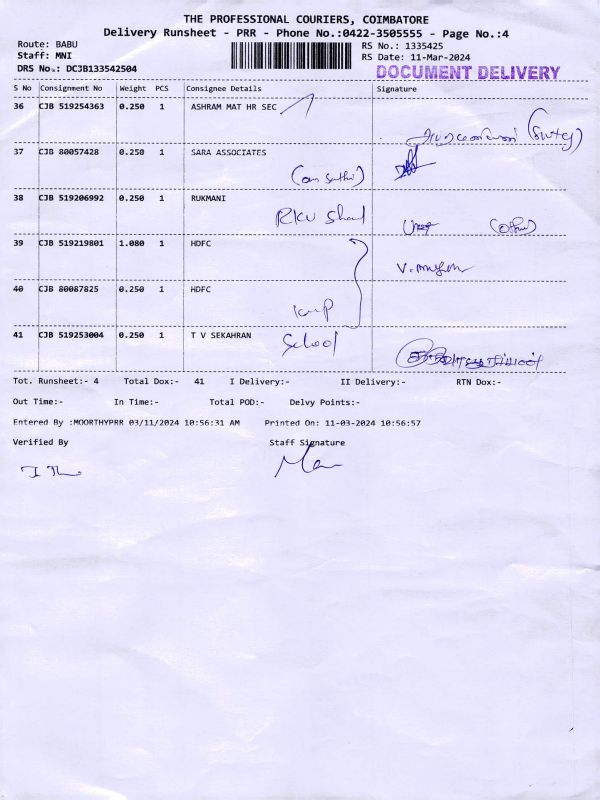 THE PROFESSIONAL COURIERS, COIMBATORE
Delivery Runsheet - PRR - Phone No.:0422-3505555 - Page No.:4
Route: BABU
Staff: MNI
DRS No.: DCJB133542504
RS No.: 1335425
RS Date: 11-Mar-2024
DOCUMENT DELIVERY
S No Consignment No Weight PCS Consignee Details Signature
36 CJB 519254363 0.250 1 ASHRAM MAT HR SEC
37 CJB 80057428 0.250 1 SARA ASSOCIATES
38 CJB 519206992 0.250 1 RUKMANI
39 CJB 519219801 1.080 1 HDFC
40 CJB 80087825 0.250 1 HDFC
41 CJB 519253004 0.250 1 T V SEKAHRAN
School
Tot. Runsheet:- 4 Total Dox:- 41 I Delivery:- II Delivery:- RTN Dox:-
Out Time:- In Time:- Total POD:- Delvy Points:-
Entered By :MOORTHYPRR 03/11/2024 10:56:31 AM Printed On: 11-03-2024 10:56:57
Verified By Staff Signature